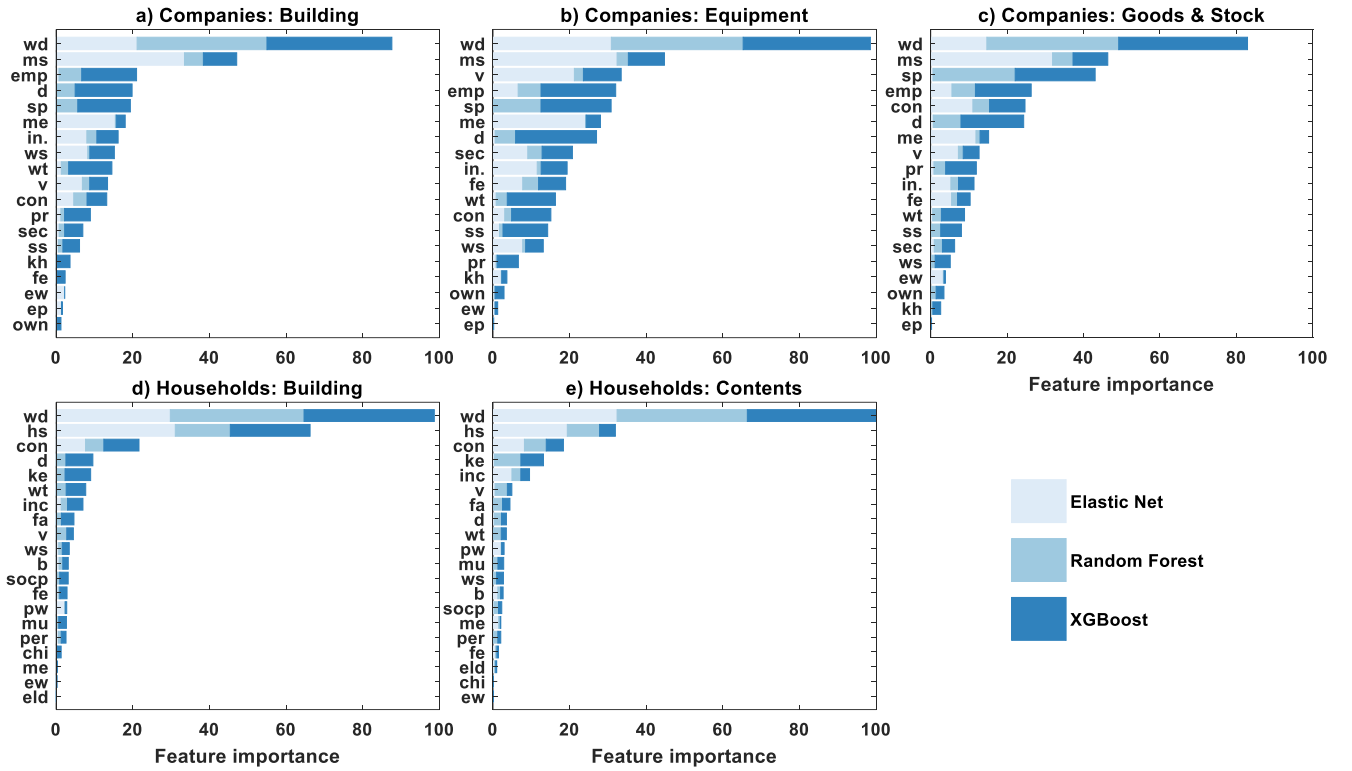 a) Companies: Building
wd
ms
emp
d
sp
me
in.
ws
wt
v
con
pr
sec
ss
kh
fe
ew
ep
own
0 20 40 60 80 100
b) Companies: Equipment
wd
ms
v
emp
sp
me
d
sec
in.
fe
wt
con
ss
ws
pr
kh
own
ew
ep
0 20 40 60 80 100
c) Companies: Goods & Stock
wd
ms
sp
emp
con
d
me
v
pr
in.
fe
wt
ss
sec
ws
ew
own
kh
ep
0 20 40 60 80 100
Feature importance
d) Households: Building
wd
hs
con
d
ke
wt
inc
fa
v
ws
b
socp
fe
pw
mu
per
chi
me
ew
eld
0 20 40 60 80 100
Feature importance
e) Households: Contents
wd
hs
con
ke
inc
v
fa
d
wt
pw
mu
ws
b
socp
me
per
fe
eld
chi
ew
0 20 40 60 80 100
Feature importance
Elastic Net
Random Forest
XGBoost